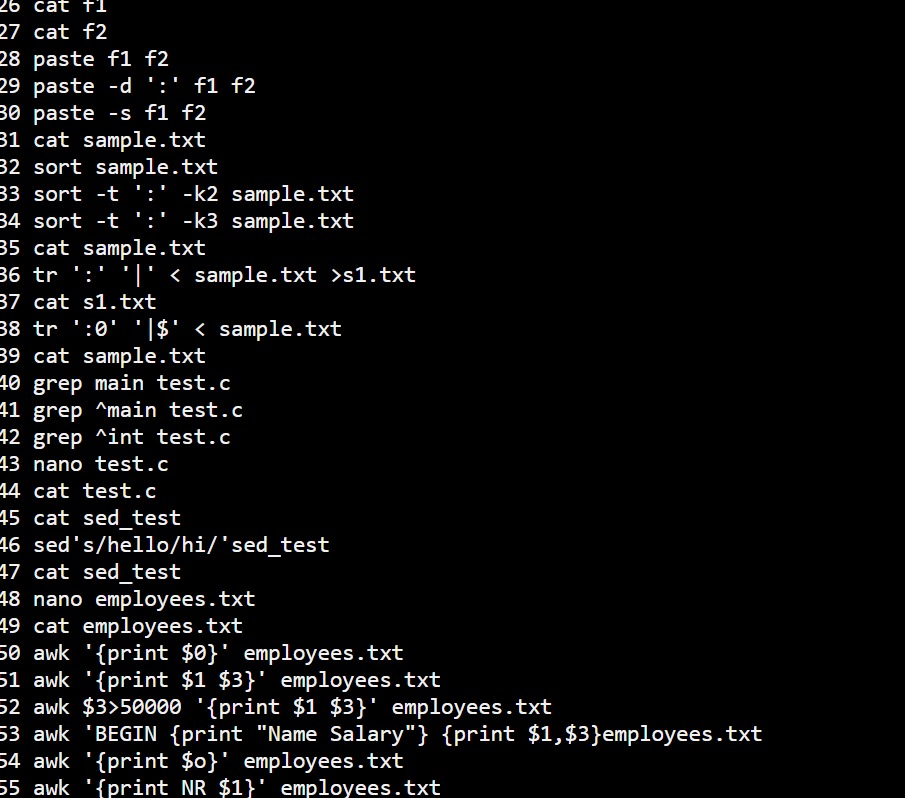 26 cat f1
27 cat f2
28 paste f1 f2
29 paste -d ':' f1 f2
30 paste -s f1 f2
31 cat sample.txt
32 sort sample.txt
33 sort -t ':' -k2 sample.txt
34 sort -t ':' -k3 sample.txt
35 cat sample.txt
36 tr ':' '|' < sample.txt >s1.txt
37 cat s1.txt
38 tr ':0' '|$' < sample.txt
39 cat sample.txt
40 grep main test.c
41 grep ^main test.c
42 grep ^int test.c
43 nano test.c
44 cat test.c
45 cat sed_test
46 sed's/hello/hi/'sed_test
47 cat sed_test
48 nano employees.txt
49 cat employees.txt
50 awk '{print $0}' employees.txt
51 awk '{print $1 $3}' employees.txt
52 awk $3>50000 '{print $1 $3}' employees.txt
53 awk 'BEGIN {print "Name Salary"} {print $1,$3}employees.txt
54 awk '{print $o}' employees.txt
55 awk '{print NR $1}' employees.txt